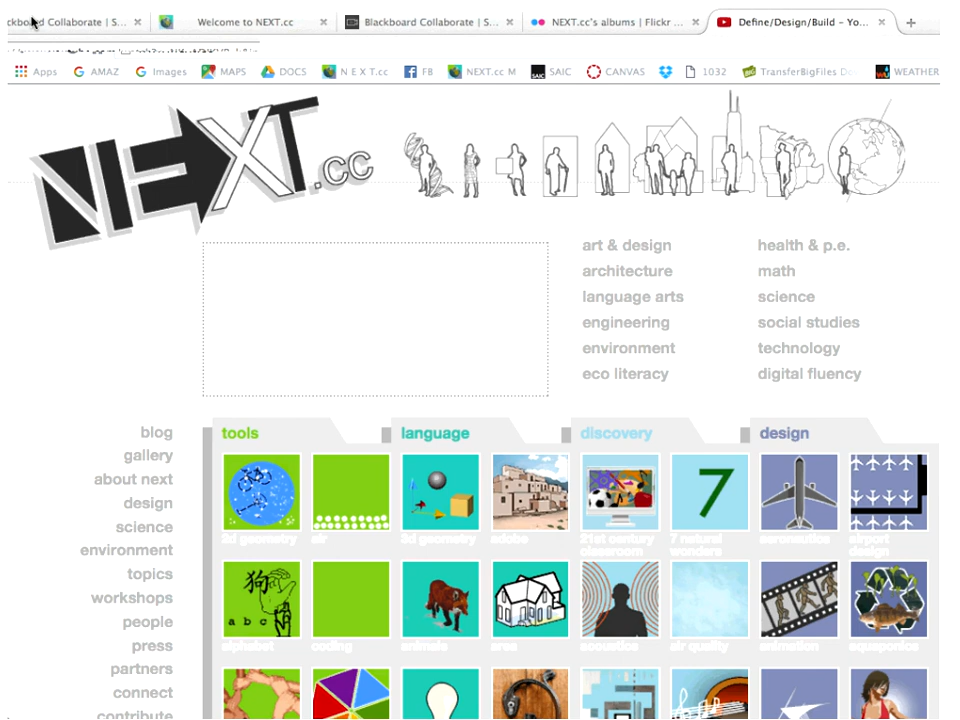 ckboard Collaborate | S...
Welcome to NEXT.cc
Blackboard Collaborate | S...
NEXT.cc's albums | Flickr ...
Define/Design/Build - Yo...
Apps
AMAZ
Images
MAPS
DOCS
N E X T.cc
FB
NEXT.cc M
SAIC
SAIC
CANVAS
1032
TransferBigFiles
WEATHER
NEXT.cc
art & design
architecture
language arts
engineering
environment
eco literacy
health & p.e.
math
science
social studies
technology
digital fluency
blog
gallery
about next
design
science
environment
topics
workshops
people
press
partners
connect
contribute
tools
language
discovery
design
2d geometry
air
3d geometry
adobe
21st century
classroom
7
7 natural
wonders
aeronautics
airport
design
狗
a b c
alphabet
coding
animals
area
acoustics
air quality
animation
aquaponics